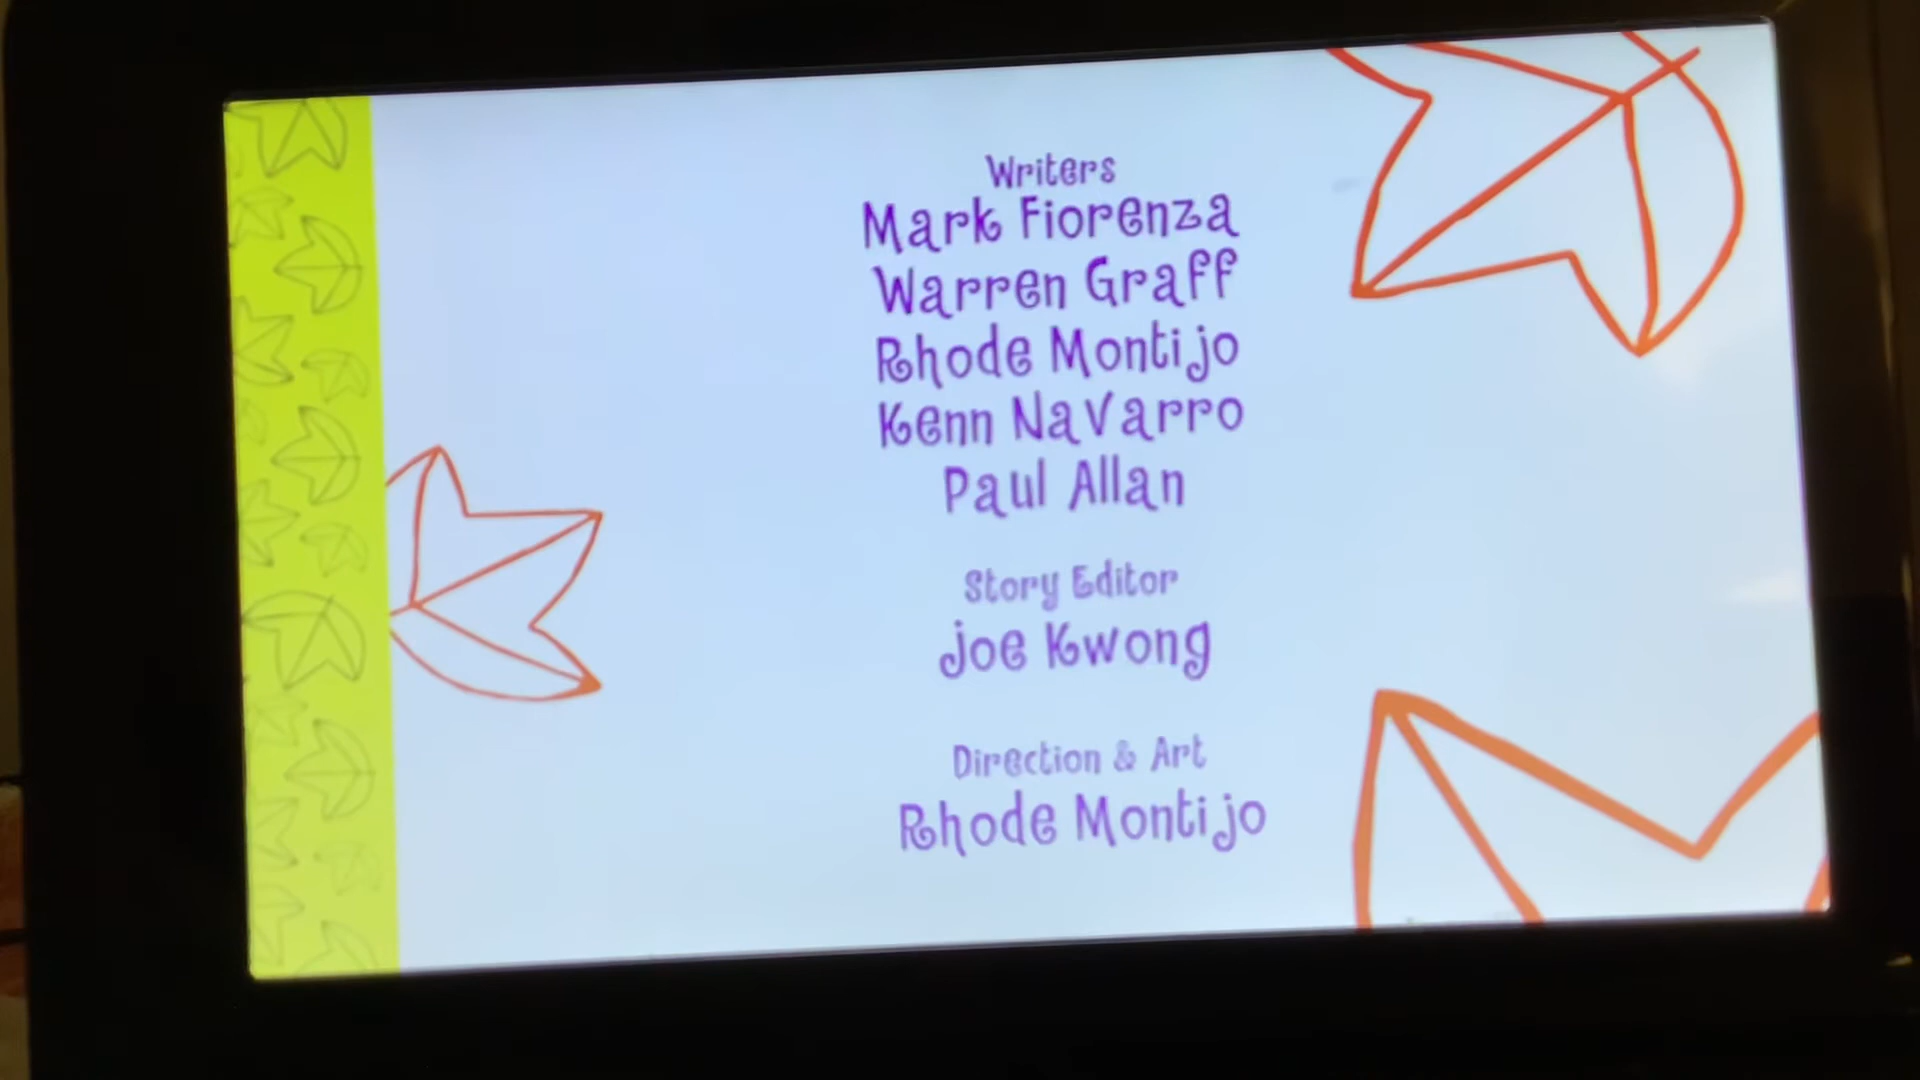 Writers
Mark Fiorenza
Warren Graff
Rhode Montijo
Kenn Navarro
Paul Allan
Story Editor
Joe Kwong
Direction & Art
Rhode Montijo